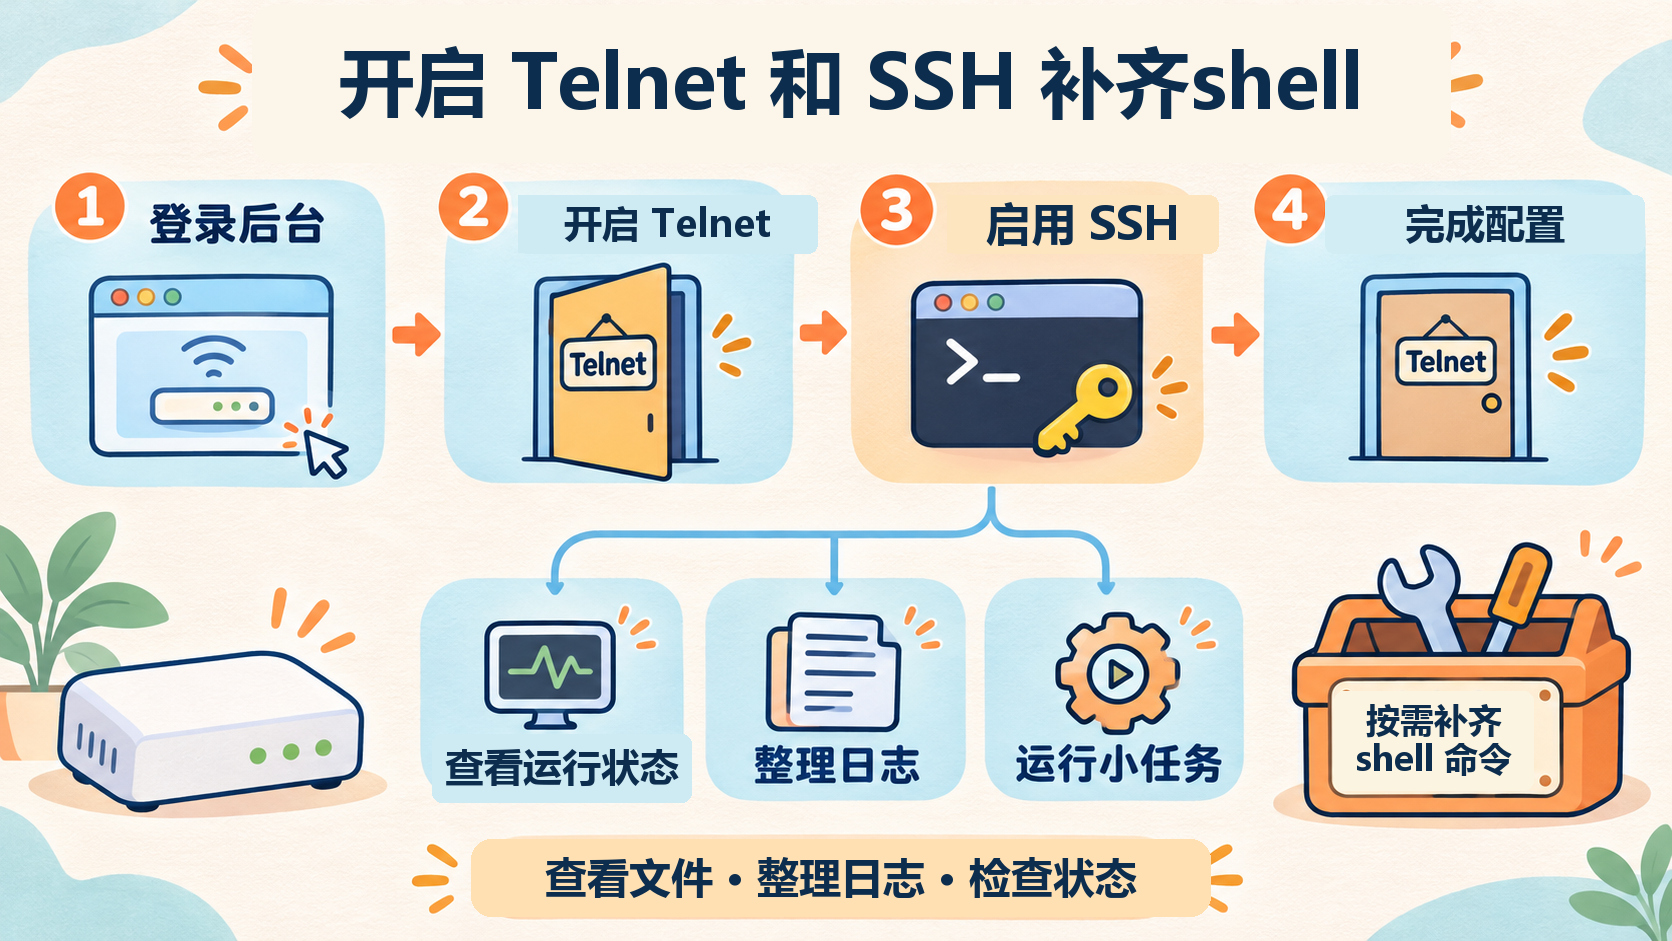 开启 Telnet 和 SSH 补齐shell
1
登录后台
2
开启 Telnet
3
启用 SSH
4
完成配置
Telnet
>_
Telnet
查看运行状态
整理日志
运行小任务
按需补齐
shell 命令
查看文件·整理日志·检查状态